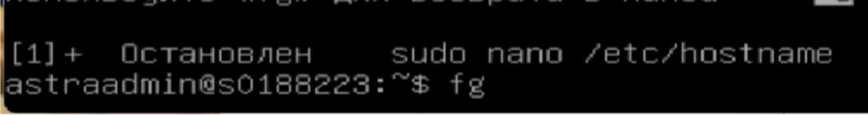 [1]+  Остановлен    sudo nano /etc/hostname
astraadmin@s0188223:~$ fg